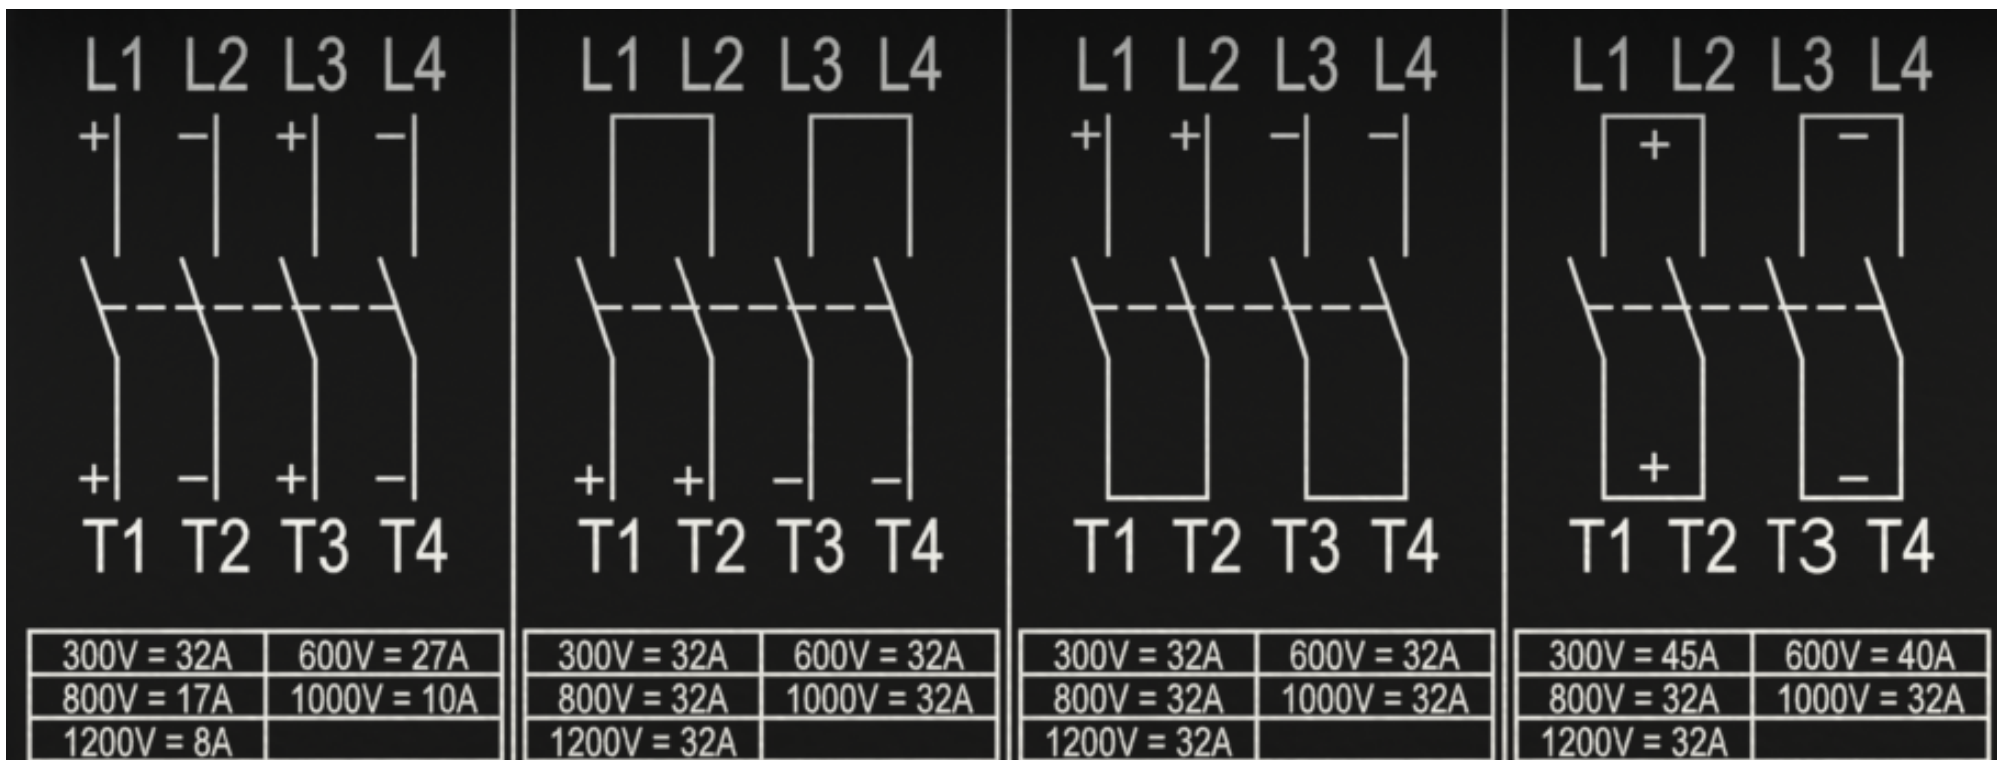 L1 L2 L3 L4
+ − + −
+ − + −
T1 T2 T3 T4
300V = 32A 600V = 27A
800V = 17A 1000V = 10A
1200V = 8A
L1 L2 L3 L4
+ + − −
T1 T2 T3 T4
300V = 32A 600V = 32A
800V = 32A 1000V = 32A
1200V = 32A
L1 L2 L3 L4
+ + − −
T1 T2 T3 T4
300V = 32A 600V = 32A
800V = 32A 1000V = 32A
1200V = 32A
L1 L2 L3 L4
+ −
+ −
T1 T2 T3 T4
300V = 45A 600V = 40A
800V = 32A 1000V = 32A
1200V = 32A